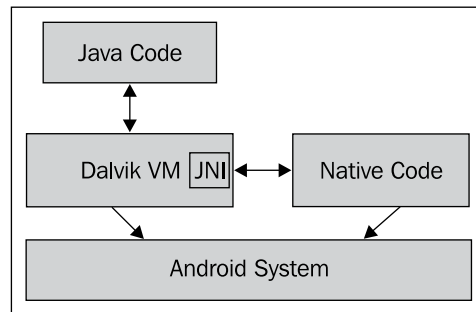 Java Code
Dalvik VM JNI
Native Code
Android System